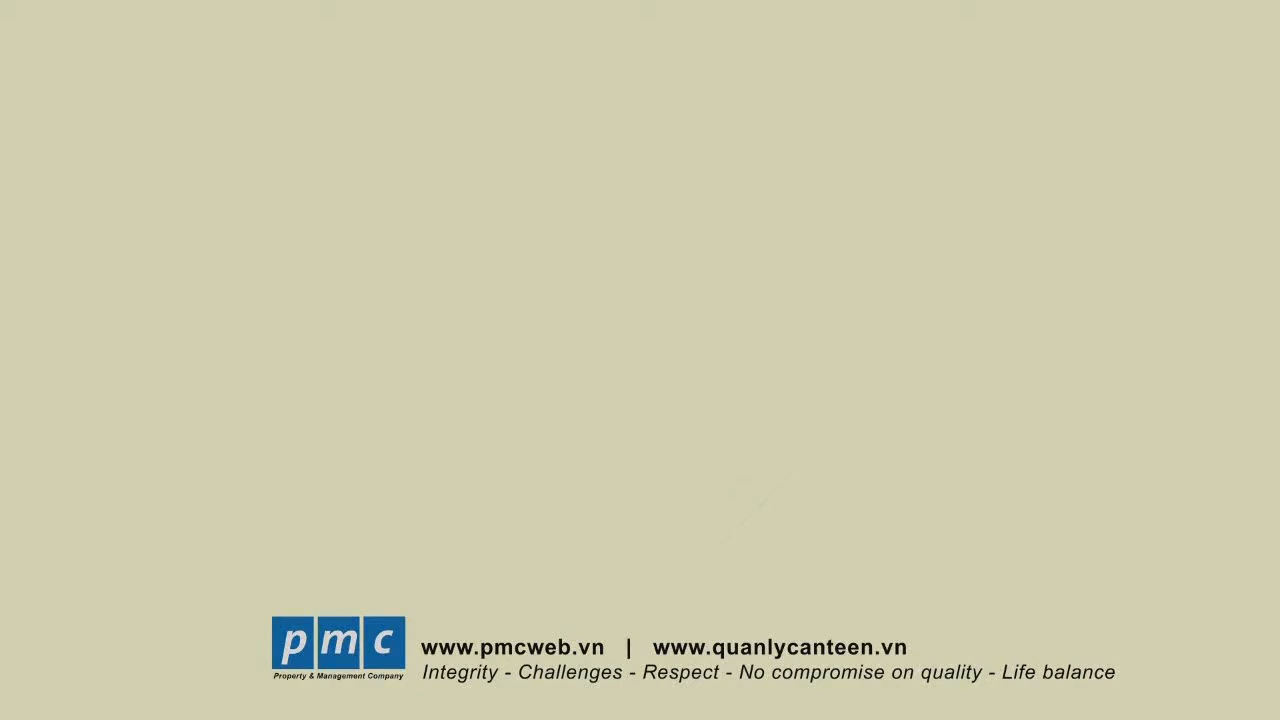 pmc
Property & Management Company
www.pmcweb.vn | www.quanlycanteen.vn
Integrity - Challenges - Respect - No compromise on quality - Life balance